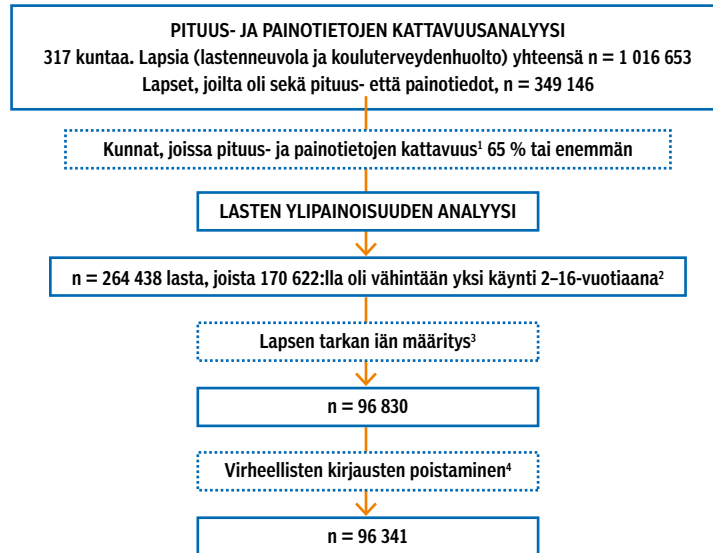 PITUUS- JA PAINOTIETOJEN KATTAVUUSANALYYSI
317 kuntaa. Lapsia (lastenneuvola ja kouluterveydenhuolto) yhteensä n = 1 016 653
Lapset, joilta oli sekä pituus- että painotiedot, n = 349 146
Kunnat, joissa pituus- ja painotietojen kattavuus¹ 65 % tai enemmän
LASTEN YLIPAINOISUUDEN ANALYYSI
n = 264 438 lasta, joista 170 622:lla oli vähintään yksi käynti 2–16-vuotiaana²
Lapsen tarkan iän määritys³
n = 96 830
Virheellisten kirjausten poistaminen⁴
n = 96 341